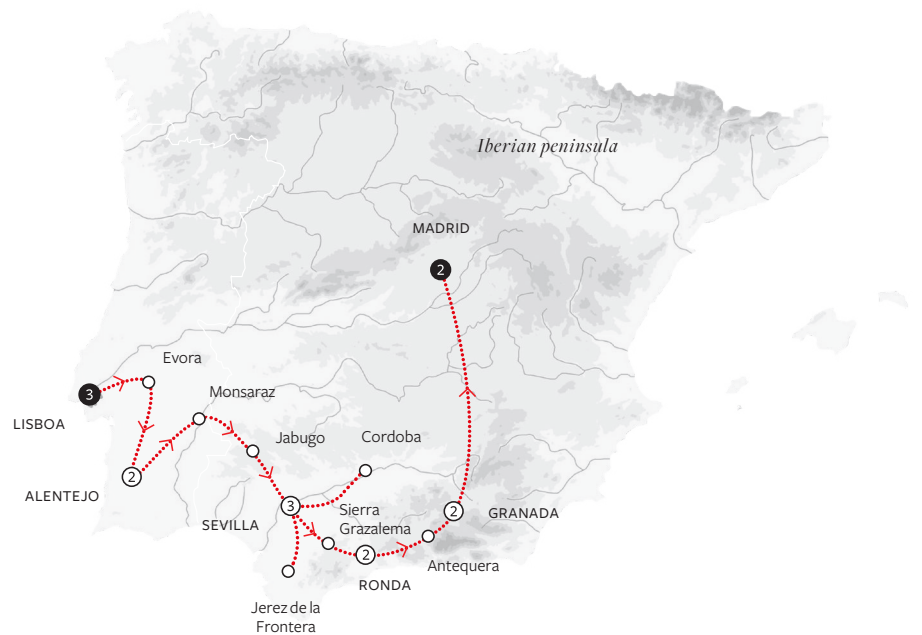 Iberian peninsula
MADRID
2
Evora
3
Monsaraz
LISBOA
Jabugo
Cordoba
2
ALENTEJO
3
Sierra
Grazalema
SEVILLA
2
GRANADA
2
Antequera
RONDA
Jerez de la
Frontera